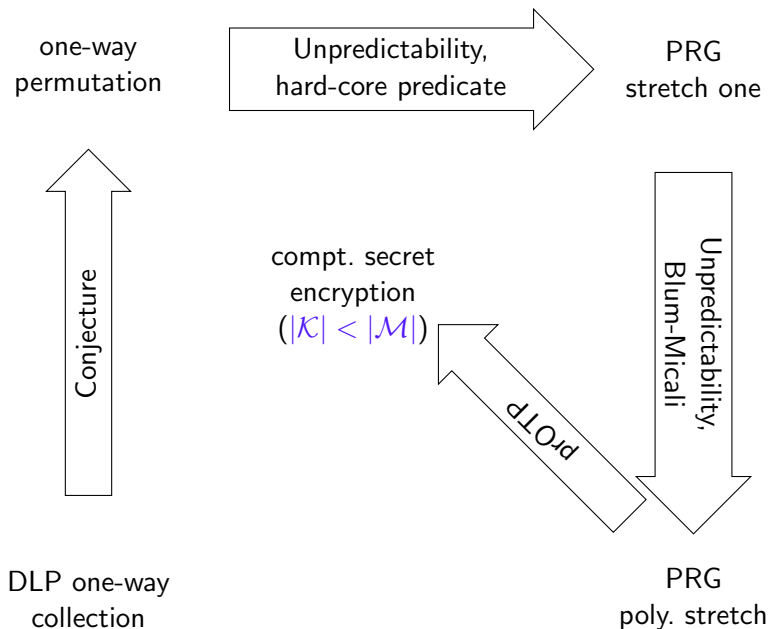 one-way
permutation
Unpredictability,
hard-core predicate
PRG
stretch one
Conjecture
compt. secret
encryption
(|𝒦| < |ℳ|)
Unpredictability,
Blum-Micali
prOTP
DLP one-way
collection
PRG
poly. stretch